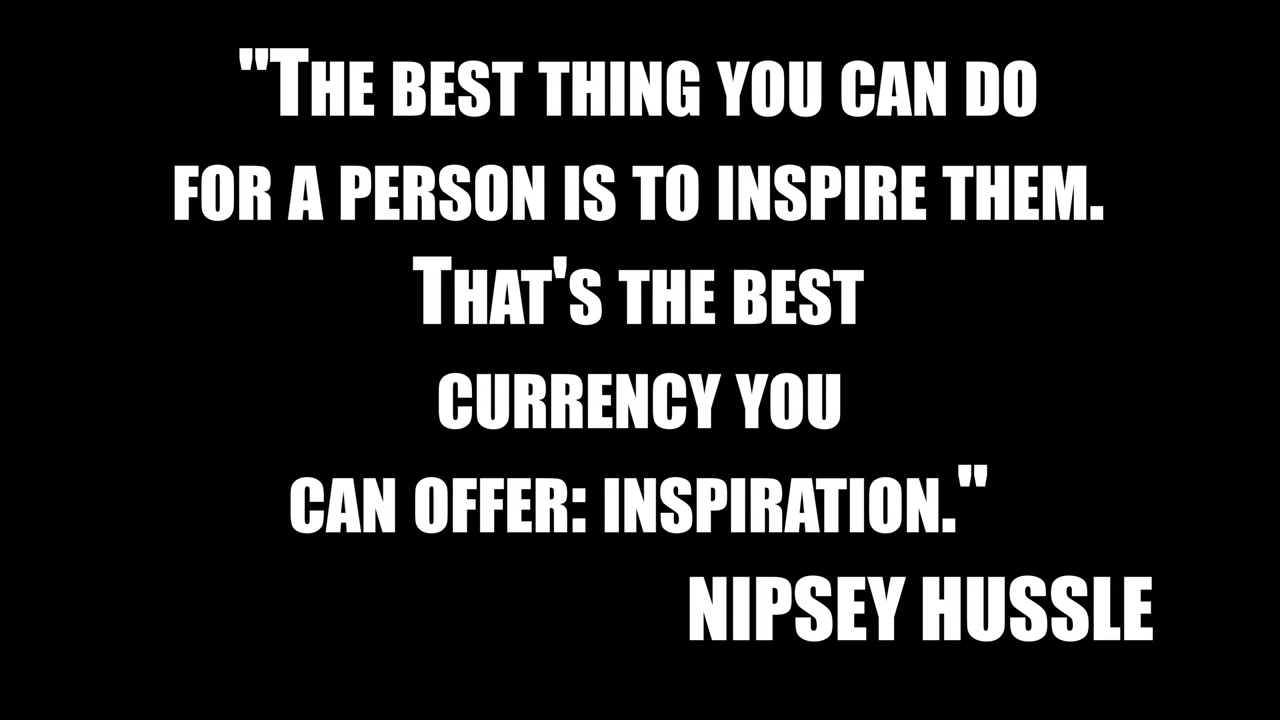 "The best thing you can do
for a person is to inspire them.
That's the best
currency you
can offer: inspiration."
NIPSEY HUSSLE